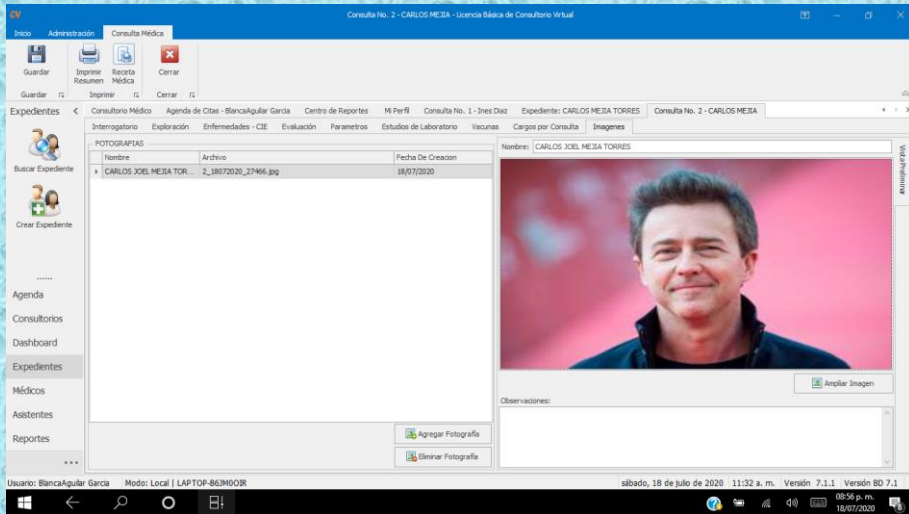 CV
Consulta No. 2 - CARLOS MEJIA - Licencia Básica de Consultorio Virtual
Inicio Administración Consulta Médica
Guardar Imprimir Resumen Receta Médica Cerrar
Guardar Imprimir Cerrar
Expedientes
Consultorio Médico Agenda de Citas - BlancaAguilar Garcia Centro de Reportes Mi Perfil Consulta No. 1 - Ines Diaz Expediente: CARLOS MEJIA TORRES Consulta No. 2 - CARLOS MEJIA
Interrogatorio Exploración Enfermedades - CIE Evaluación Parametros Estudios de Laboratorio Vacunas Cargos por Consulta Imagenes
FOTOGRAFIAS
Nombre Archivo Fecha De Creacion
CARLOS JOEL MEJIA TOR... 2_18072020_27466.jpg 18/07/2020
Nombre: CARLOS JOEL MEJIA TORRES
Vista Preliminar
Buscar Expediente
Crear Expediente
Agenda
Consultorios
Dashboard
Expedientes
Médicos
Asistentes
Reportes
Ampliar Imagen
Observaciones:
Agregar Fotografía
Eliminar Fotografía
Usuario: BlancaAguilar Garcia Modo: Local | LAPTOP-B6JM0OIR sábado, 18 de julio de 2020 11:32 a. m. Versión 7.1.1 Versión BD 7.1
08:56 p. m.
18/07/2020